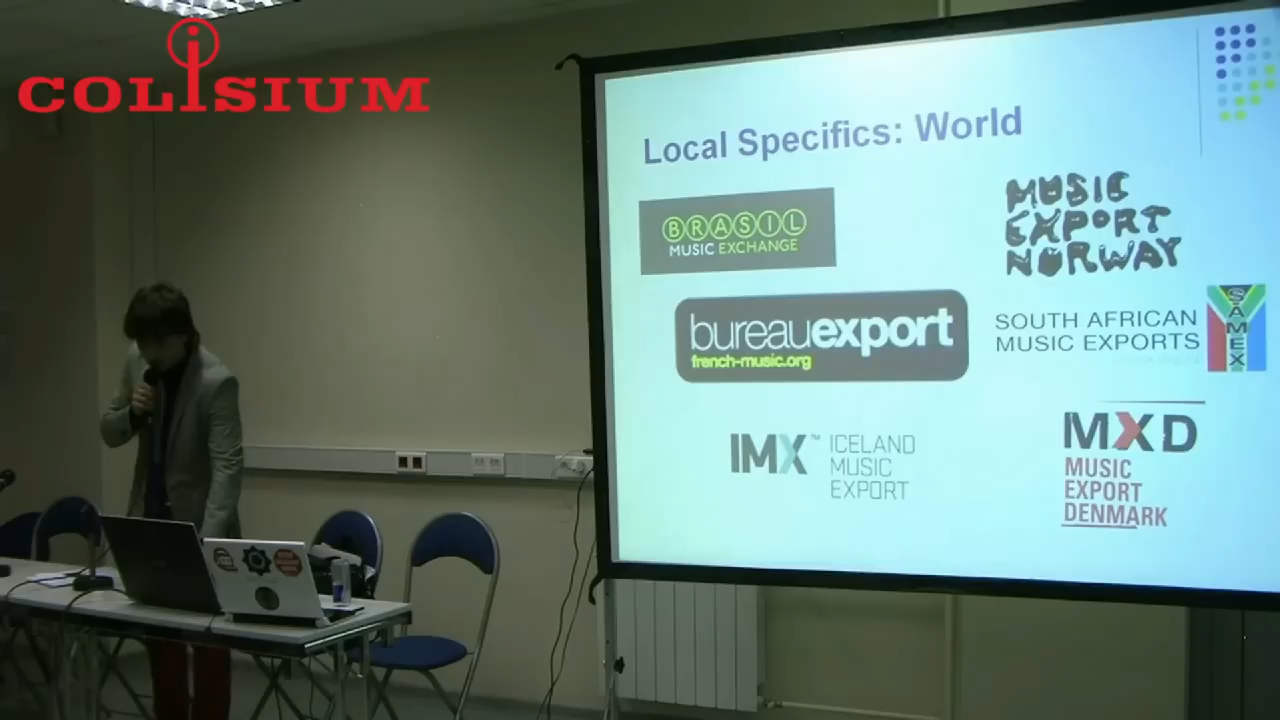 COLiSIUM
Local Specifics: World
BRASIL
MUSIC EXCHANGE
MUSIC
EXPORT
NORWAY
bureauexport
french-music.org
SOUTH AFRICAN
MUSIC EXPORTS
SAMEX
IMX™ ICELAND
MUSIC
EXPORT
MXD
MUSIC
EXPORT
DENMARK